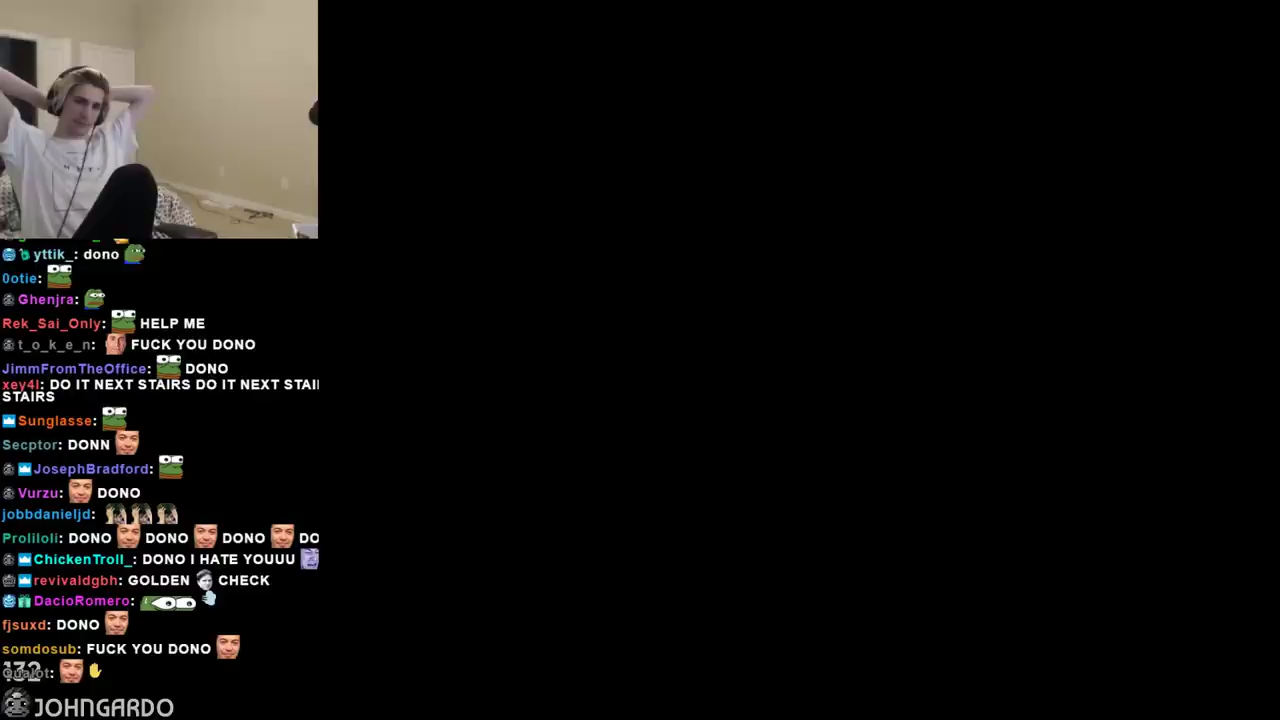 yttik_: dono
0otie:
Ghenjra:
Rek_Sai_Only: HELP ME
t_o_k_e_n: FUCK YOU DONO
JimmFromTheOffice: DONO
xey4l: DO IT NEXT STAIRS DO IT NEXT STAI
STAIRS
Sunglasse:
Secptor: DONN
JosephBradford:
Vurzu: DONO
jobbdanieljd:
Proliloli: DONO DONO DONO DO
ChickenTroll_: DONO I HATE YOUUU
revivaldgbh: GOLDEN CHECK
DacioRomero:
fjsuxd: DONO
somdosub: FUCK YOU DONO
132
JOHNGARDO